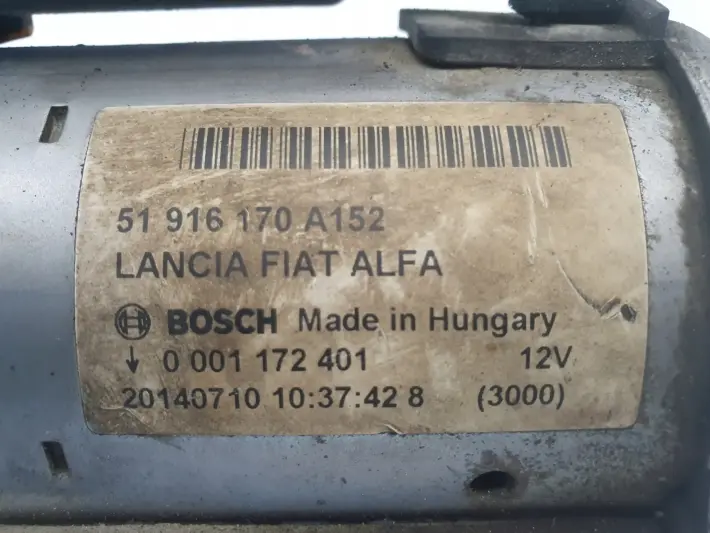 51 916 170 A152
LANCIA FIAT ALFA
BOSCH Made in Hungary
↓ 0 001 172 401 12V
20140710 10:37:42 8 (3000)